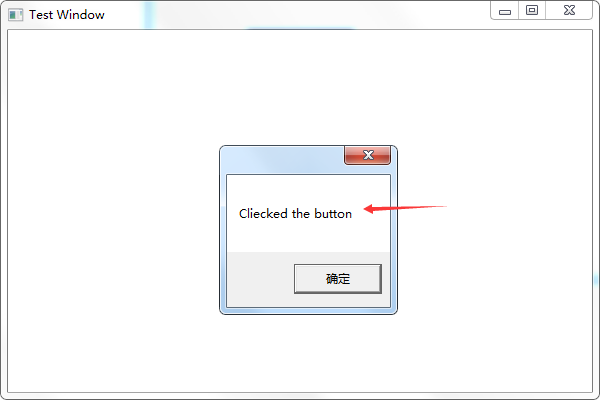 Test Window
Cliecked the button
确定